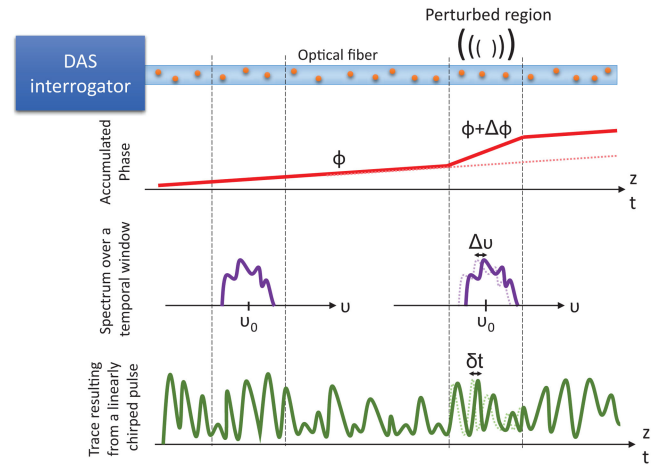 Perturbed region
DAS
interrogator
Optical fiber
(((( ))))
Accumulated
Phase
ϕ
ϕ+Δϕ
z
t
Spectrum over a
temporal window
υ0
υ
Δυ
υ0
υ
Trace resulting
from a linearly
chirped pulse
δt
z
t